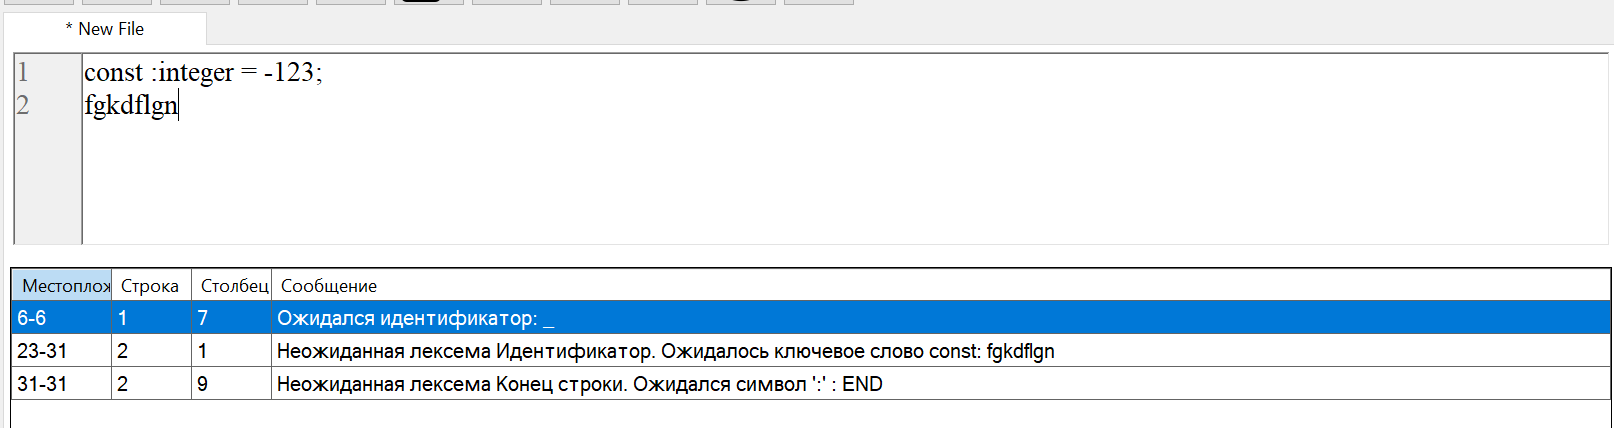 * New File
1 const :integer = -123;
2 fgkdflgn
Местополож Строка Столбец Сообщение
6-6 1 7 Ожидался идентификатор: _
23-31 2 1 Неожиданная лексема Идентификатор. Ожидалось ключевое слово const: fgkdflgn
31-31 2 9 Неожиданная лексема Конец строки. Ожидался символ ':' : END